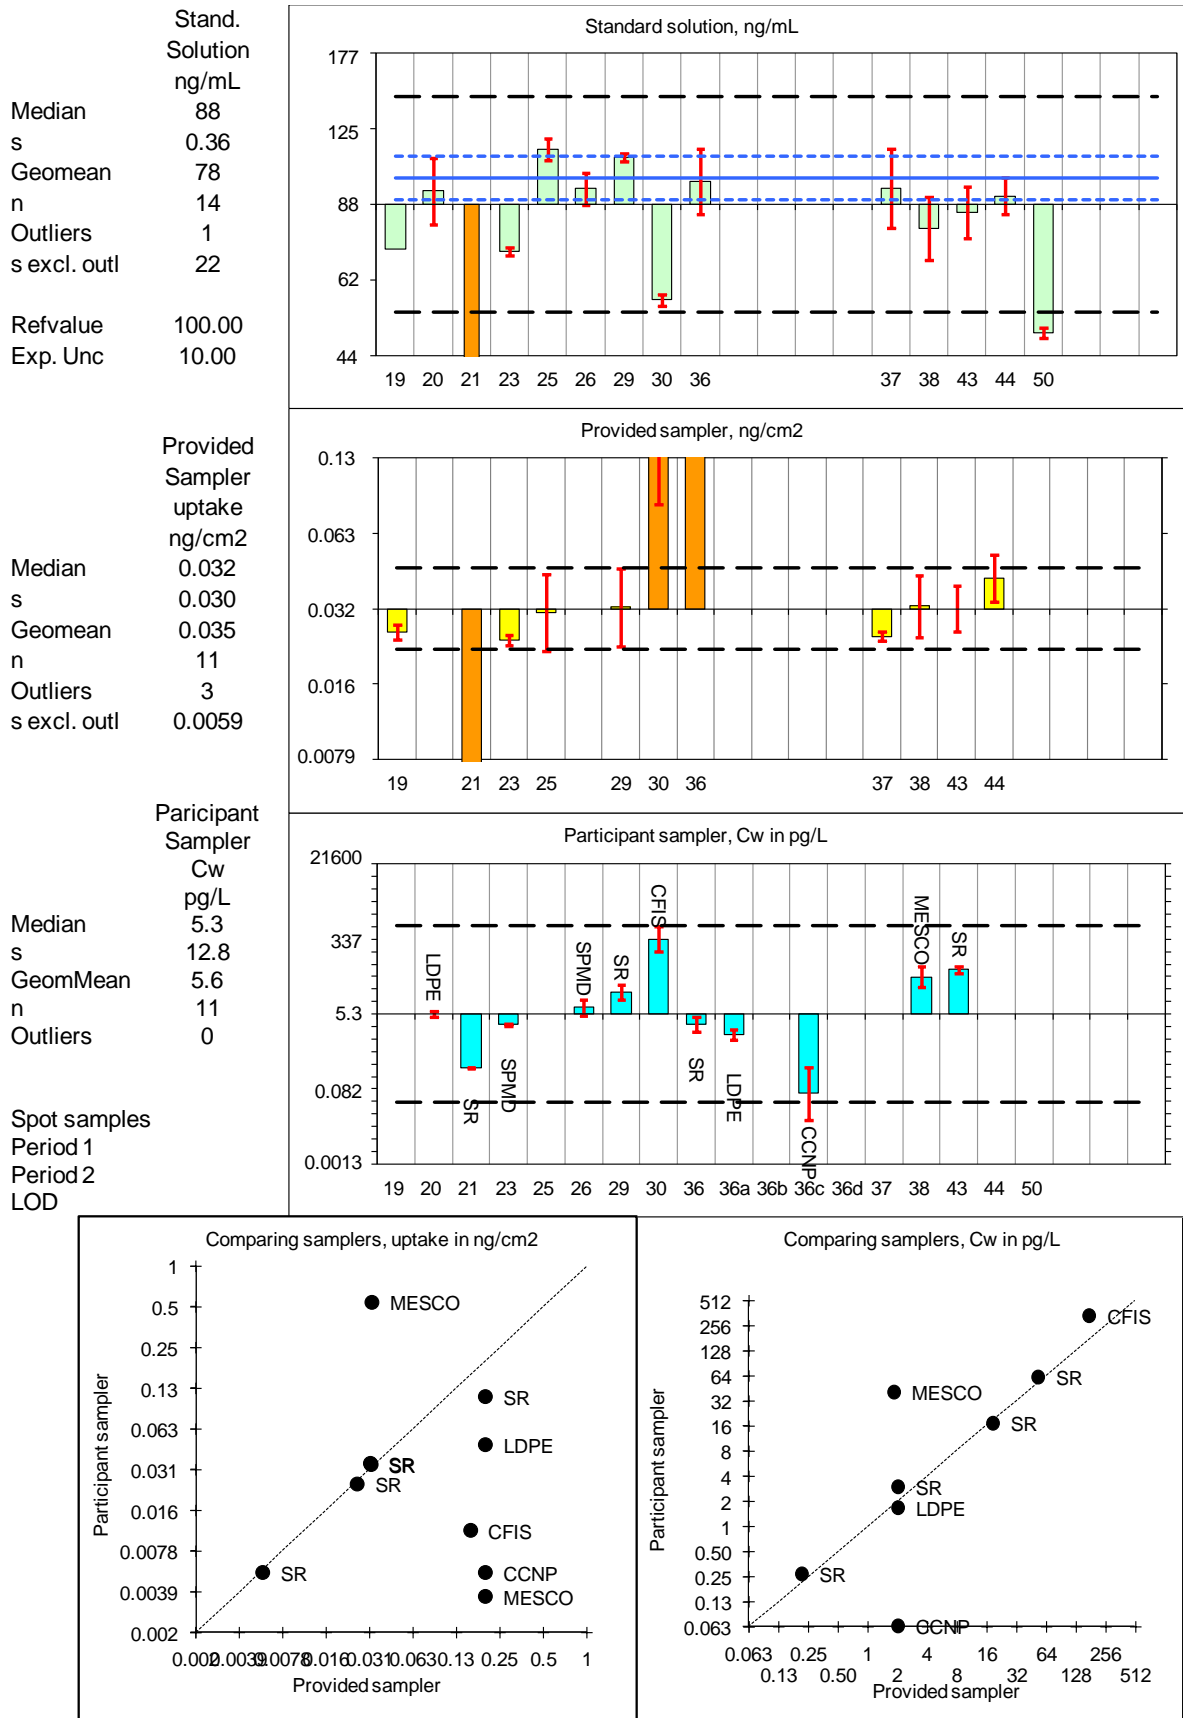 Stand.
Solution
ng/mL
Median 88
s 0.36
Geomean 78
n 14
Outliers 1
s excl. outl 22
Refvalue 100.00
Exp. Unc 10.00
Standard solution, ng/mL
177
125
88
62
44
19 20 21 23 25 26 29 30 36 37 38 43 44 50
Provided
Sampler
uptake
ng/cm2
Median 0.032
s 0.030
Geomean 0.035
n 11
Outliers 3
s excl. outl 0.0059
Provided sampler, ng/cm2
0.13
0.063
0.032
0.016
0.0079
19 21 23 25 29 30 36 37 38 43 44
Paricipant
Sampler
Cw
pg/L
Median 5.3
s 12.8
GeomMean 5.6
n 11
Outliers 0
Spot samples
Period 1
Period 2
LOD
Participant sampler, Cw in pg/L
21600
337
5.3
0.082
0.0013
LDPE
SR
SPMD
SPMD
SR
CFIS
SR
LDPE
CCNP
MESCO
SR
19 20 21 23 25 26 29 30 36 36a 36b 36c 36d 37 38 43 44 50
Comparing samplers, uptake in ng/cm2
Participant sampler
1
0.5
0.25
0.13
0.063
0.031
0.016
0.0078
0.0039
0.002
MESCO
SR
LDPE
SR
SR
CFIS
SR
CCNP
MESCO
0.002 0.0039 0.0078 0.016 0.031 0.063 0.13 0.25 0.5 1
Provided sampler
Comparing samplers, Cw in pg/L
Participant sampler
512
256
128
64
32
16
8
4
2
1
0.50
0.25
0.13
0.063
CFIS
SR
MESCO
SR
SR
LDPE
SR
CCNP
0.063 0.25 1 4 16 64 256
0.13 0.50 2 8 32 128 512
Provided sampler